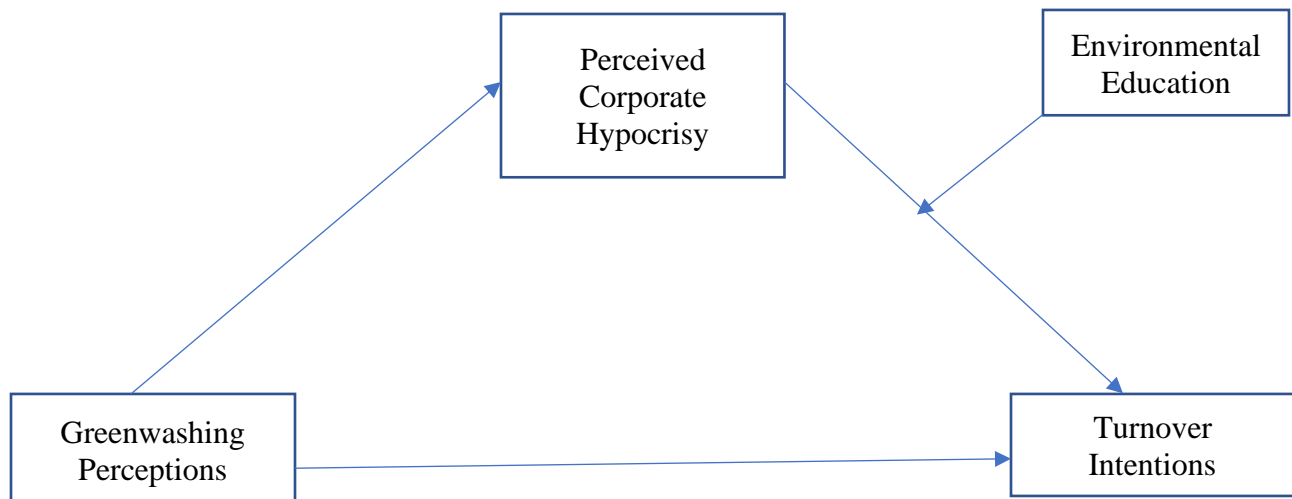 Perceived
Corporate
Hypocrisy
Environmental
Education
Greenwashing
Perceptions
Turnover
Intentions